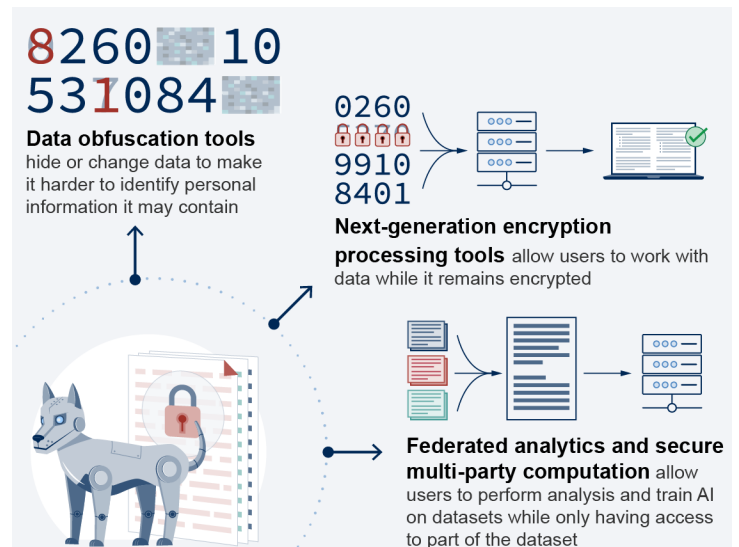 8260 10
531084
Data obfuscation tools
hide or change data to make
it harder to identify personal
information it may contain
0260
9910
8401
Next-generation encryption
processing tools allow users to work with
data while it remains encrypted
Federated analytics and secure
multi-party computation allow
users to perform analysis and train AI
on datasets while only having access
to part of the dataset